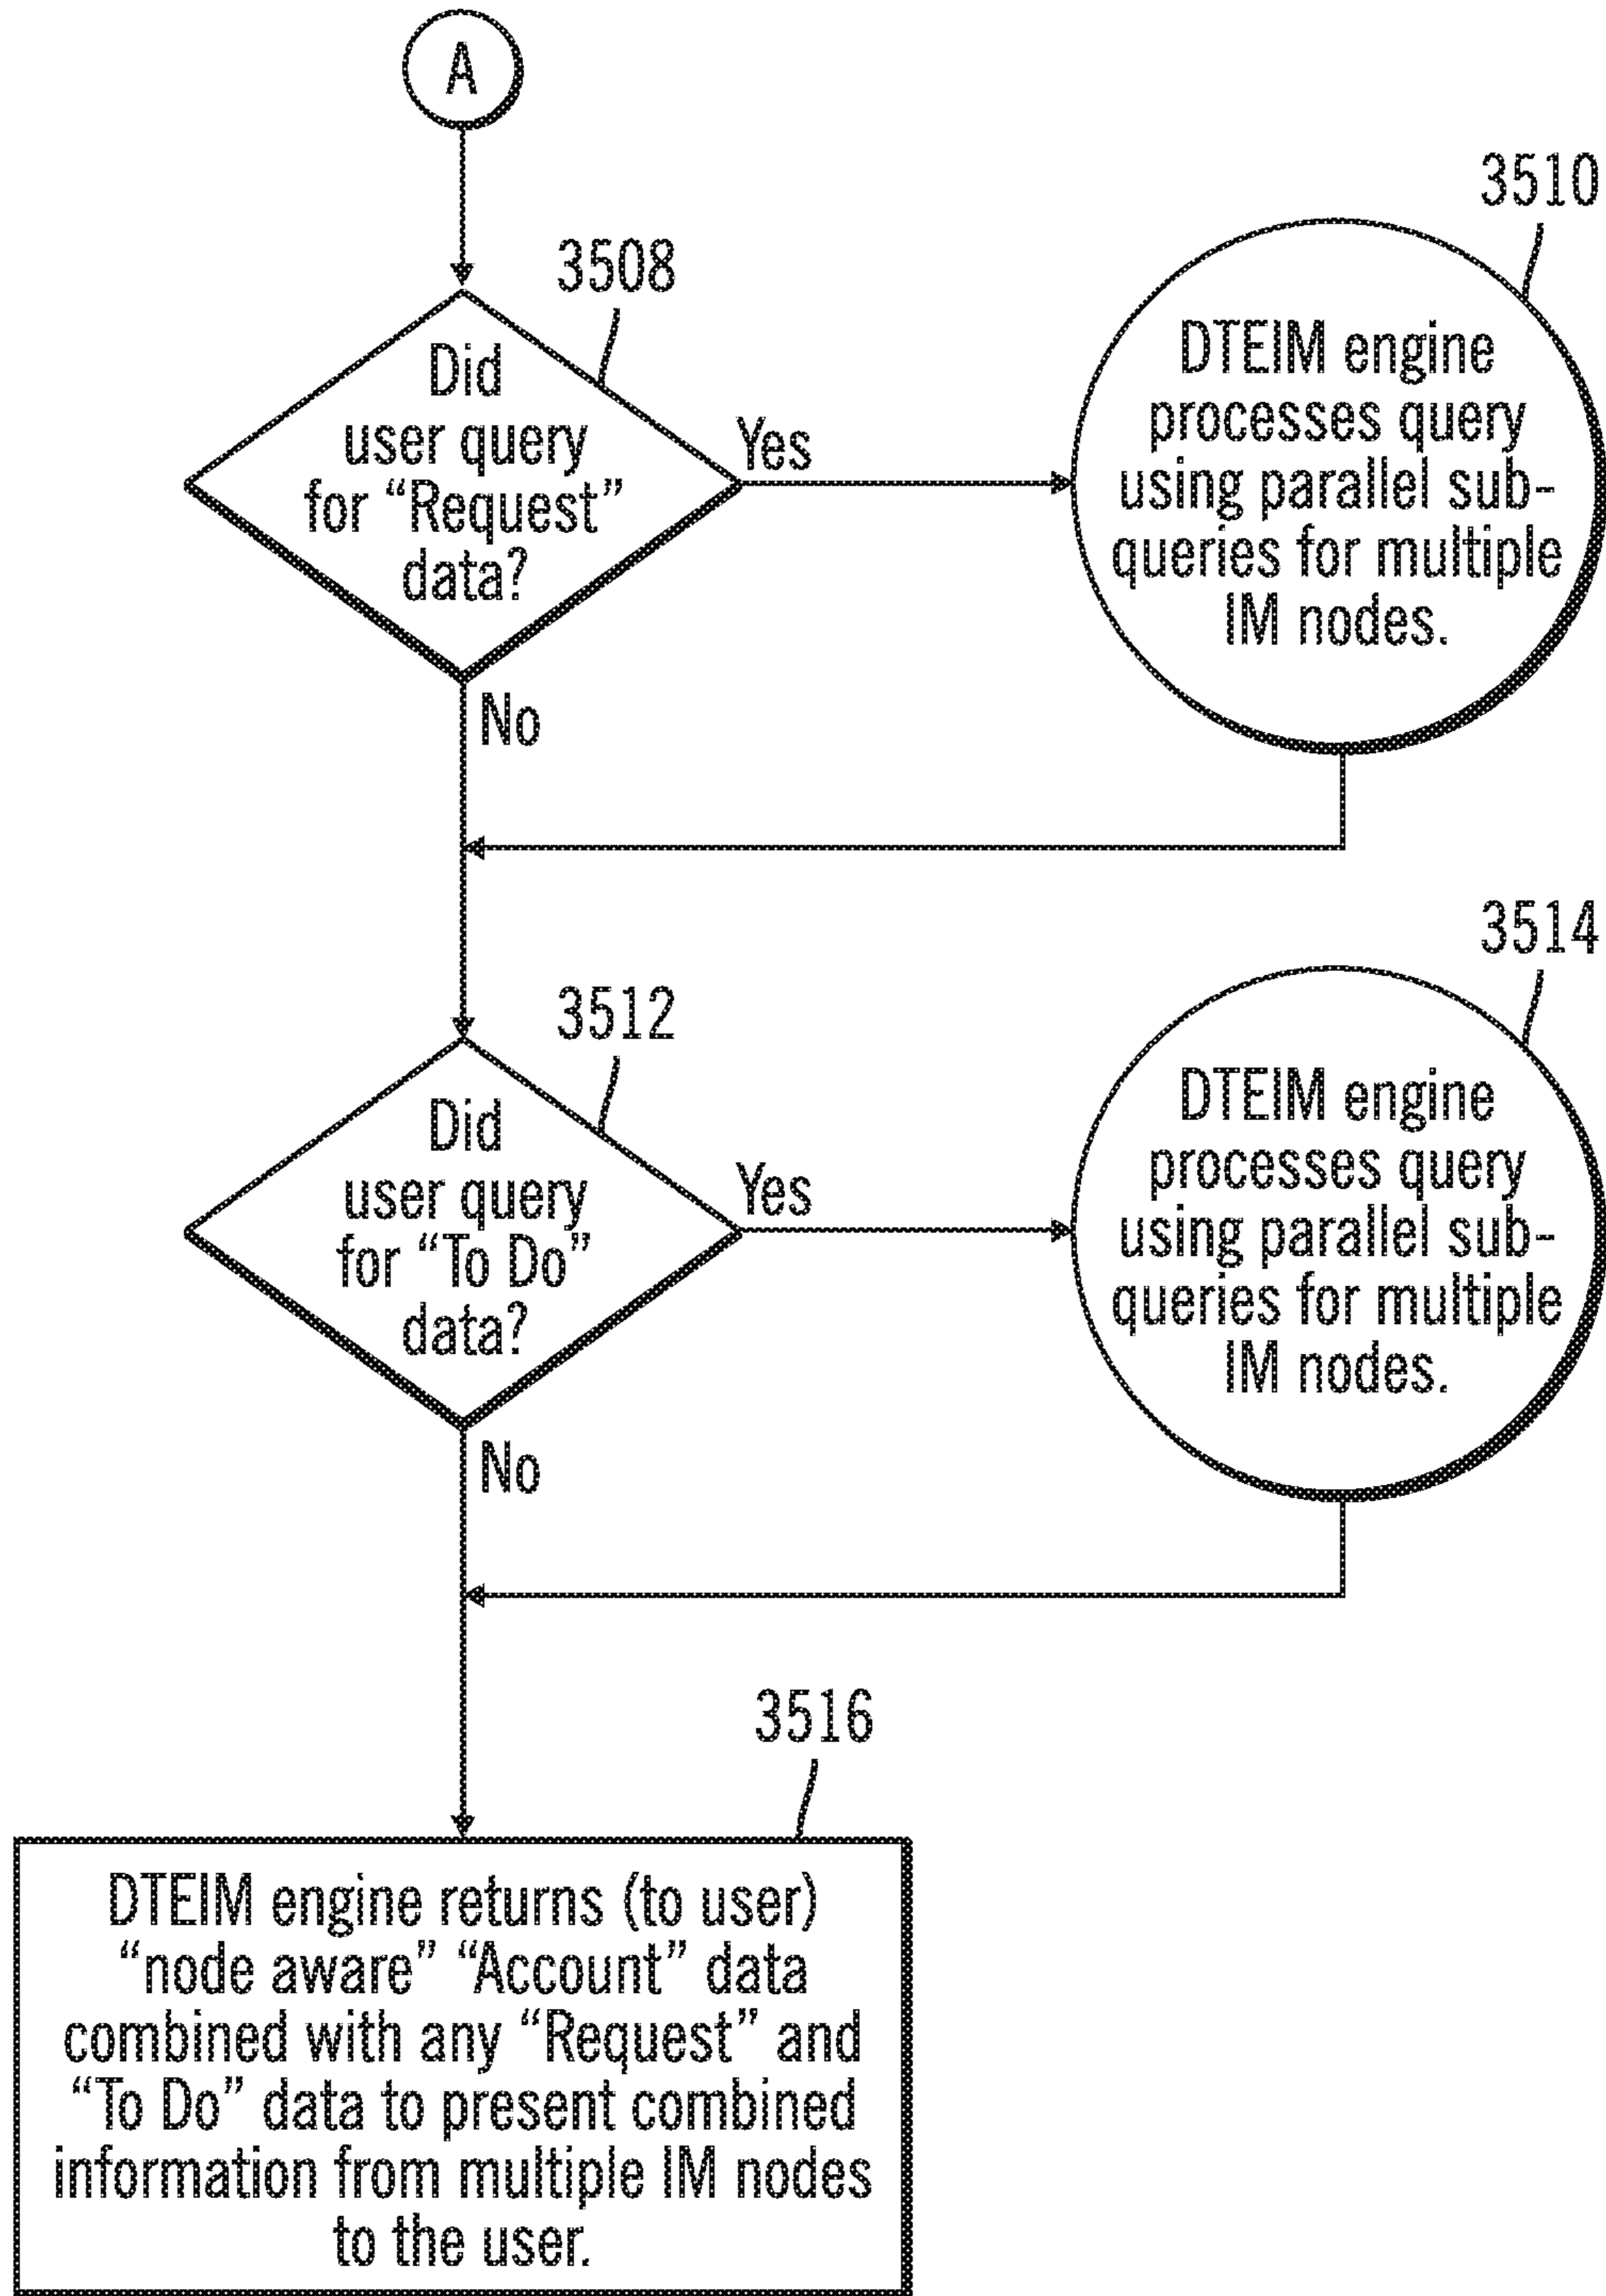 A
3508
Did
user query
for “Request”
data?
Yes
No
3510
DTEIM engine
processes query
using parallel sub-
queries for multiple
IM nodes.
3512
Did
user query
for “To Do”
data?
Yes
No
3514
DTEIM engine
processes query
using parallel sub-
queries for multiple
IM nodes.
3516
DTEIM engine returns (to user)
“node aware” “Account” data
combined with any “Request” and
“To Do” data to present combined
information from multiple IM nodes
to the user.